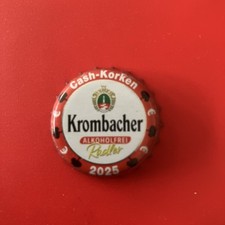 Cash-Korken
Krombacher
ALKOHOLFREI
Radler
2025